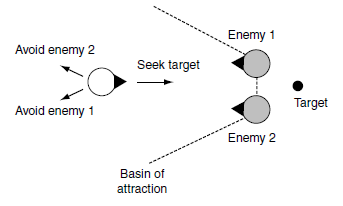 Enemy 1
Avoid enemy 2
Seek target
Avoid enemy 1
Target
Enemy 2
Basin of
attraction